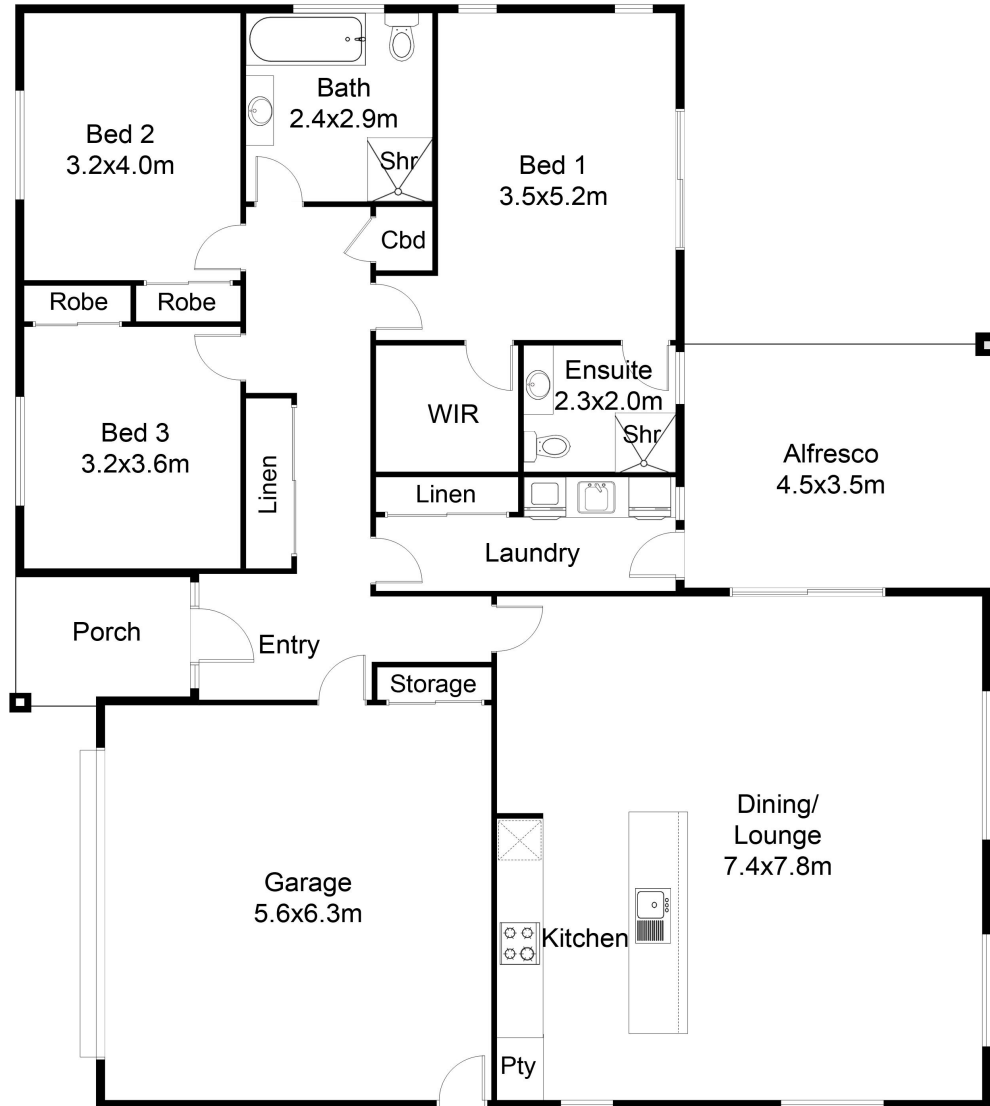 Bath
2.4x2.9m
Bed 2
3.2x4.0m
Shr
Bed 1
3.5x5.2m
Cbd
Robe
Robe
Ensuite
2.3x2.0m
WIR
Shr
Bed 3
3.2x3.6m
Linen
Linen
Alfresco
4.5x3.5m
Laundry
Porch
Entry
Storage
Dining/
Lounge
7.4x7.8m
Garage
5.6x6.3m
Kitchen
Pty